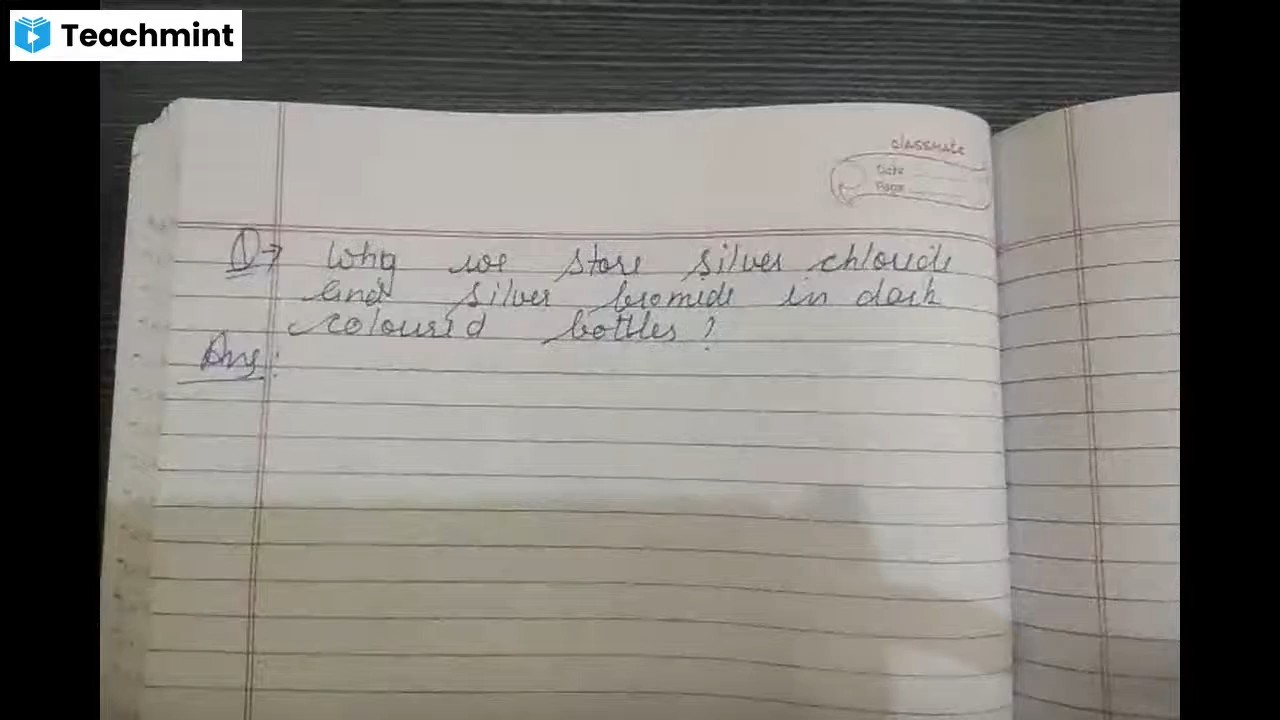 Teachmint
classmate
Date
Page
Q→ Why we store silver chloride
and silver bromide in dark
coloured bottles?
Ans: